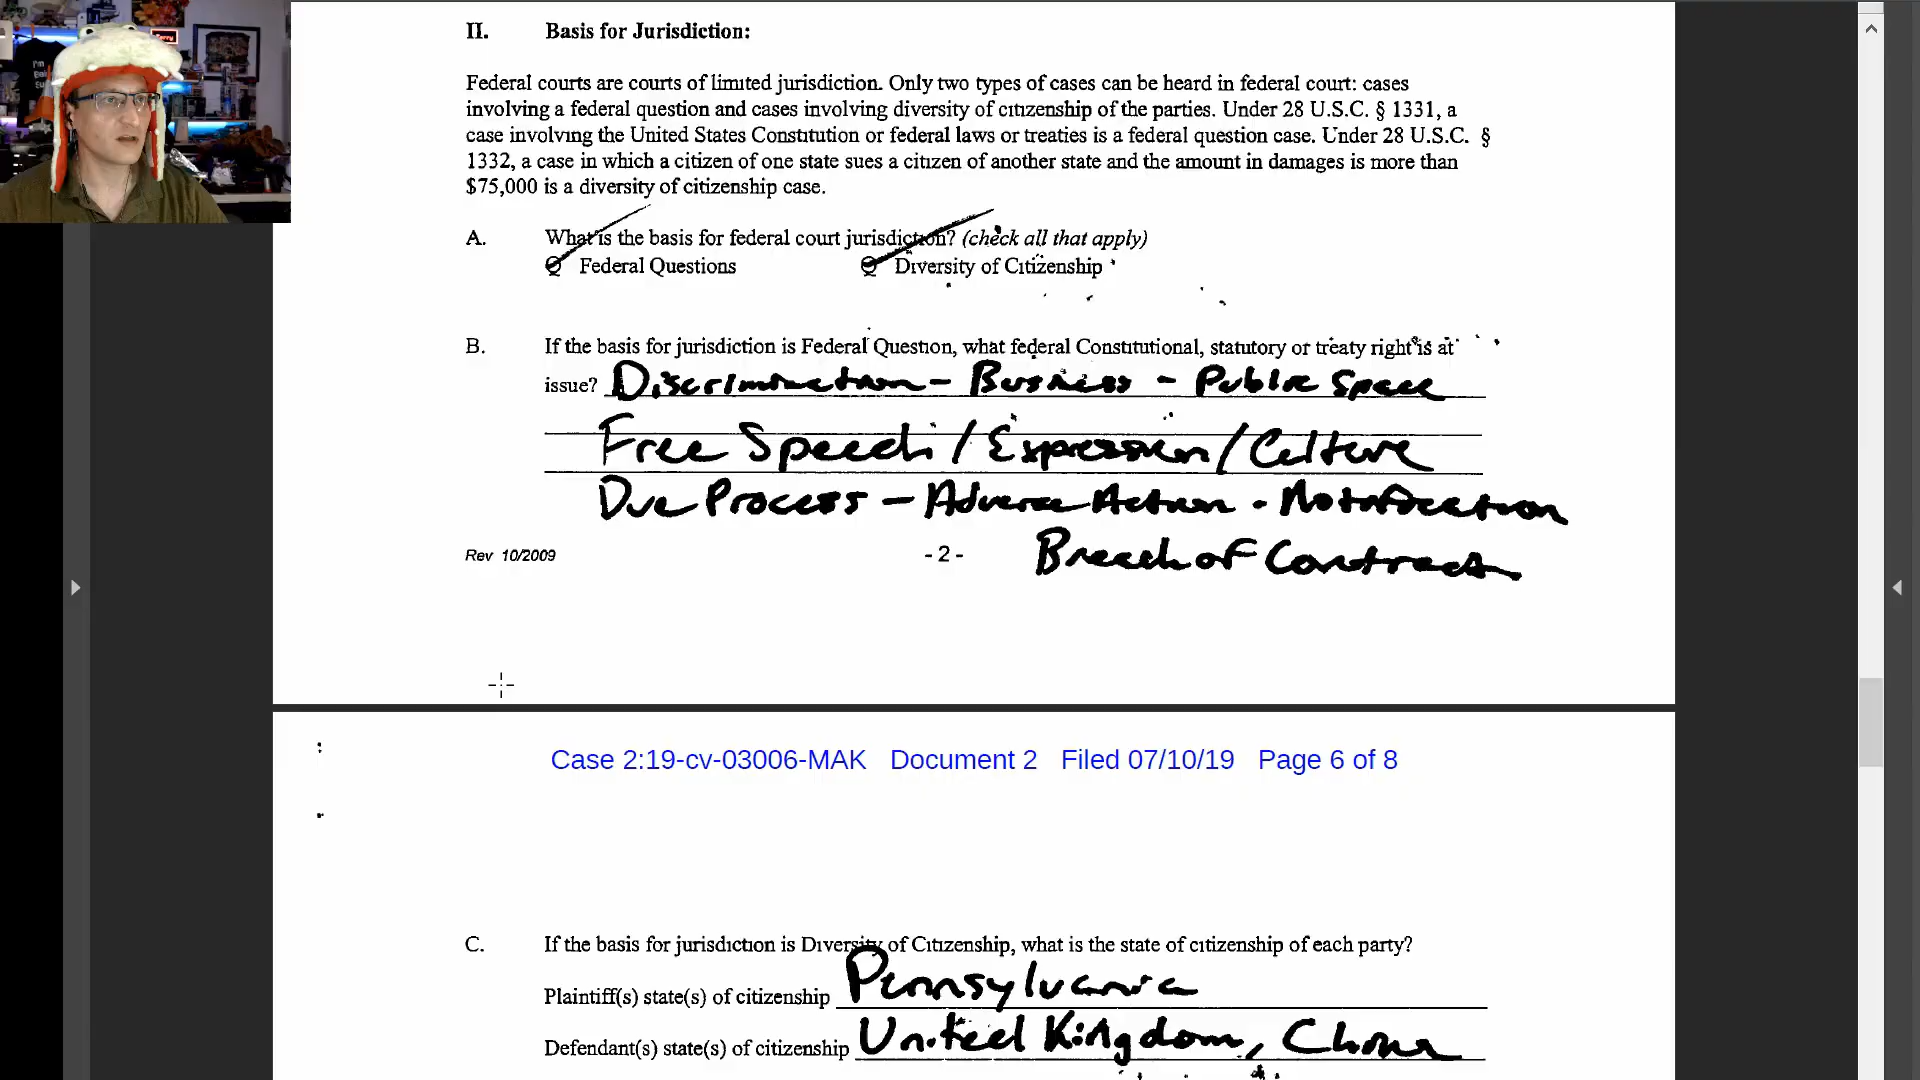 II. Basis for Jurisdiction:
Federal courts are courts of limited jurisdiction. Only two types of cases can be heard in federal court: cases
involving a federal question and cases involving diversity of citizenship of the parties. Under 28 U.S.C. § 1331, a
case involving the United States Constitution or federal laws or treaties is a federal question case. Under 28 U.S.C. §
1332, a case in which a citizen of one state sues a citizen of another state and the amount in damages is more than
$75,000 is a diversity of citizenship case.
A. What is the basis for federal court jurisdiction? (check all that apply)
Q Federal Questions Q Diversity of Citizenship
B. If the basis for jurisdiction is Federal Question, what federal Constitutional, statutory or treaty right is at
issue? Discrimination - Business - Public Space
Free Speech / Expression / Culture
Due Process - Adverse Action - Notification
Rev 10/2009 - 2 - Breach of Contract
Case 2:19-cv-03006-MAK Document 2 Filed 07/10/19 Page 6 of 8
C. If the basis for jurisdiction is Diversity of Citizenship, what is the state of citizenship of each party?
Plaintiff(s) state(s) of citizenship Pennsylvania
Defendant(s) state(s) of citizenship United Kingdom, China